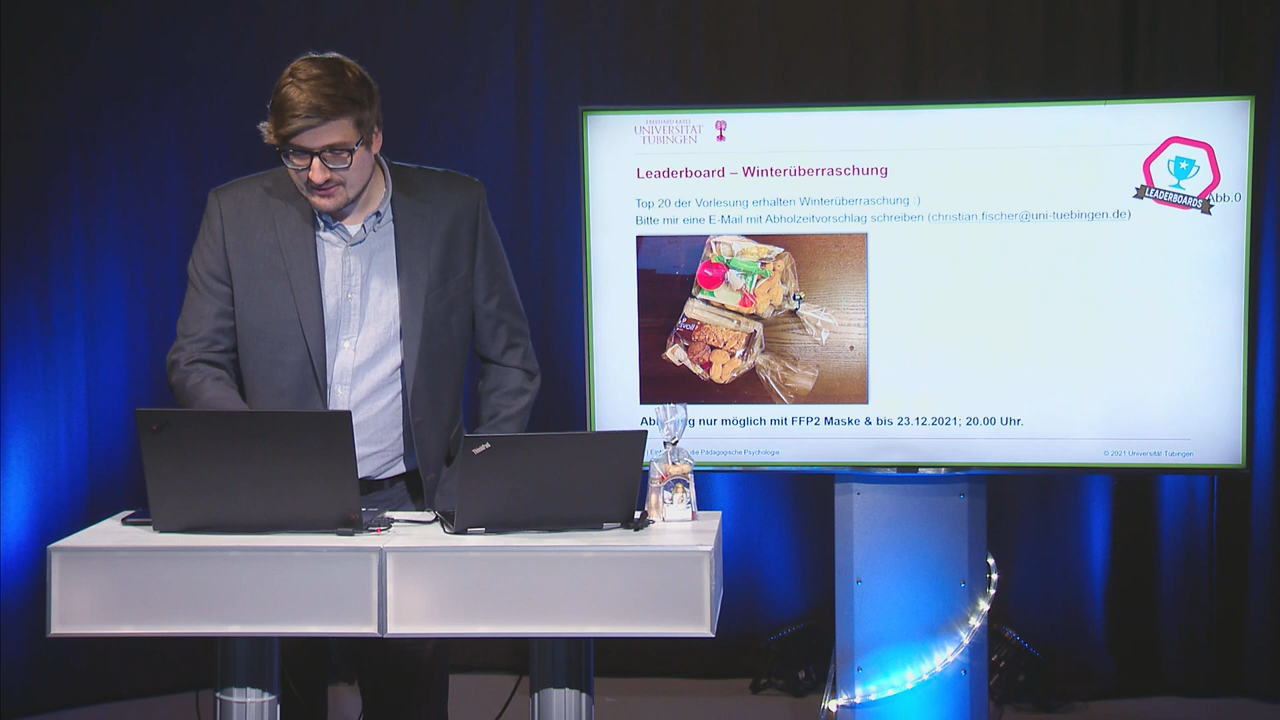 EBERHARD KARLS
UNIVERSITÄT
TÜBINGEN
Leaderboard – Winterüberraschung
LEADERBOARDS
Abb.0
Top 20 der Vorlesung erhalten Winterüberraschung :)
Bitte mir eine E-Mail mit Abholzeitvorschlag schreiben (christian.fischer@uni-tuebingen.de)
nur möglich mit FFP2 Maske & bis 23.12.2021; 20.00 Uhr.
die Pädagogische Psychologie
© 2021 Universität Tübingen
ThinkPad